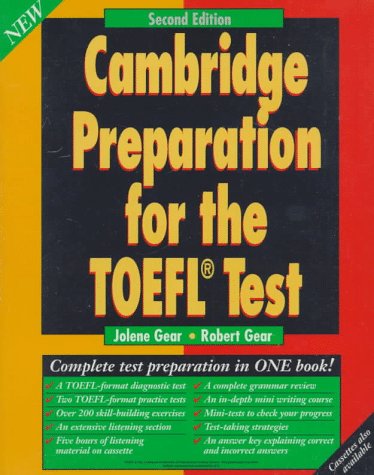 NEW
Second Edition
Cambridge
Preparation
for the
TOEFL® Test
Jolene Gear • Robert Gear
Complete test preparation in ONE book!
✓ A TOEFL-format diagnostic test
✓ Two TOEFL-format practice tests
✓ Over 200 skill-building exercises
✓ An extensive listening section
✓ Five hours of listening
material on cassette
✓ A complete grammar review
✓ An in-depth mini writing course
✓ Mini-tests to check your progress
✓ Test-taking strategies
✓ An answer key explaining correct
and incorrect answers
Cassettes also
available